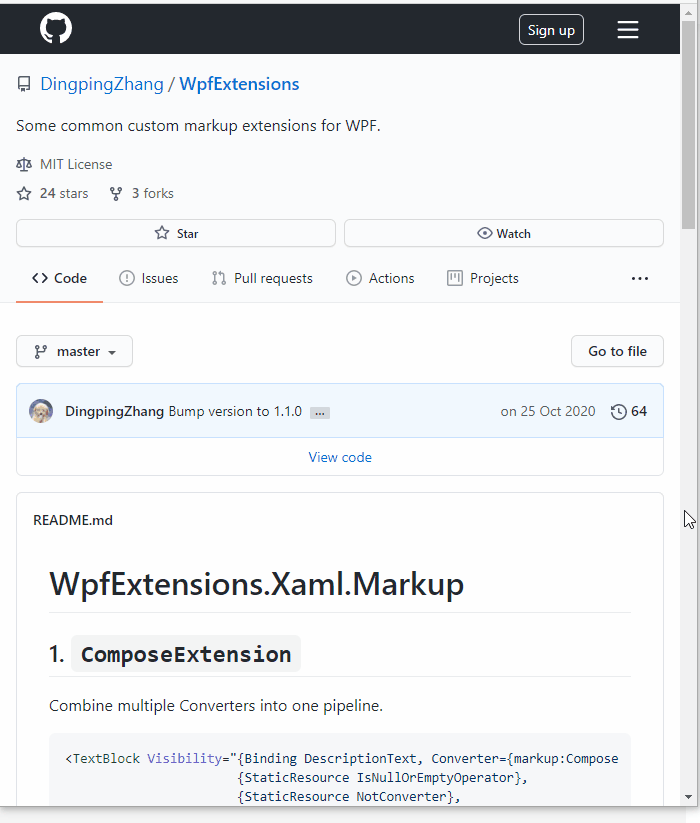 Sign up
DingpingZhang / WpfExtensions
Some common custom markup extensions for WPF.
MIT License
24 stars 3 forks
Star Watch
Code Issues Pull requests Actions Projects ...
master Go to file
DingpingZhang Bump version to 1.1.0 ... on 25 Oct 2020 64
View code
README.md
WpfExtensions.Xaml.Markup
1. ComposeExtension
Combine multiple Converters into one pipeline.
<TextBlock Visibility="{Binding DescriptionText, Converter={markup:Compose
{StaticResource IsNullOrEmptyOperator},
{StaticResource NotConverter},